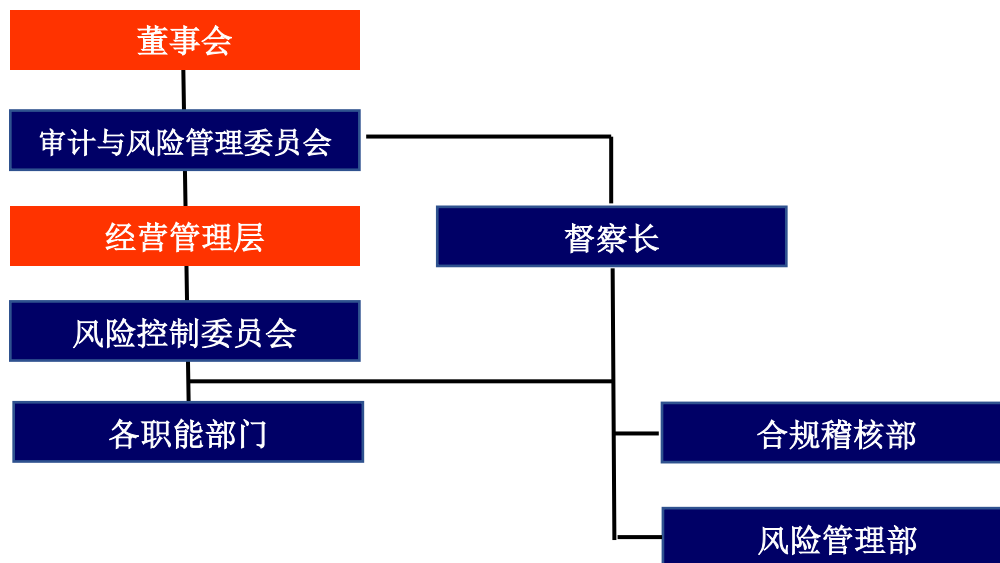 董事会
审计与风险管理委员会
经营管理层
督察长
风险控制委员会
各职能部门
合规稽核部
风险管理部